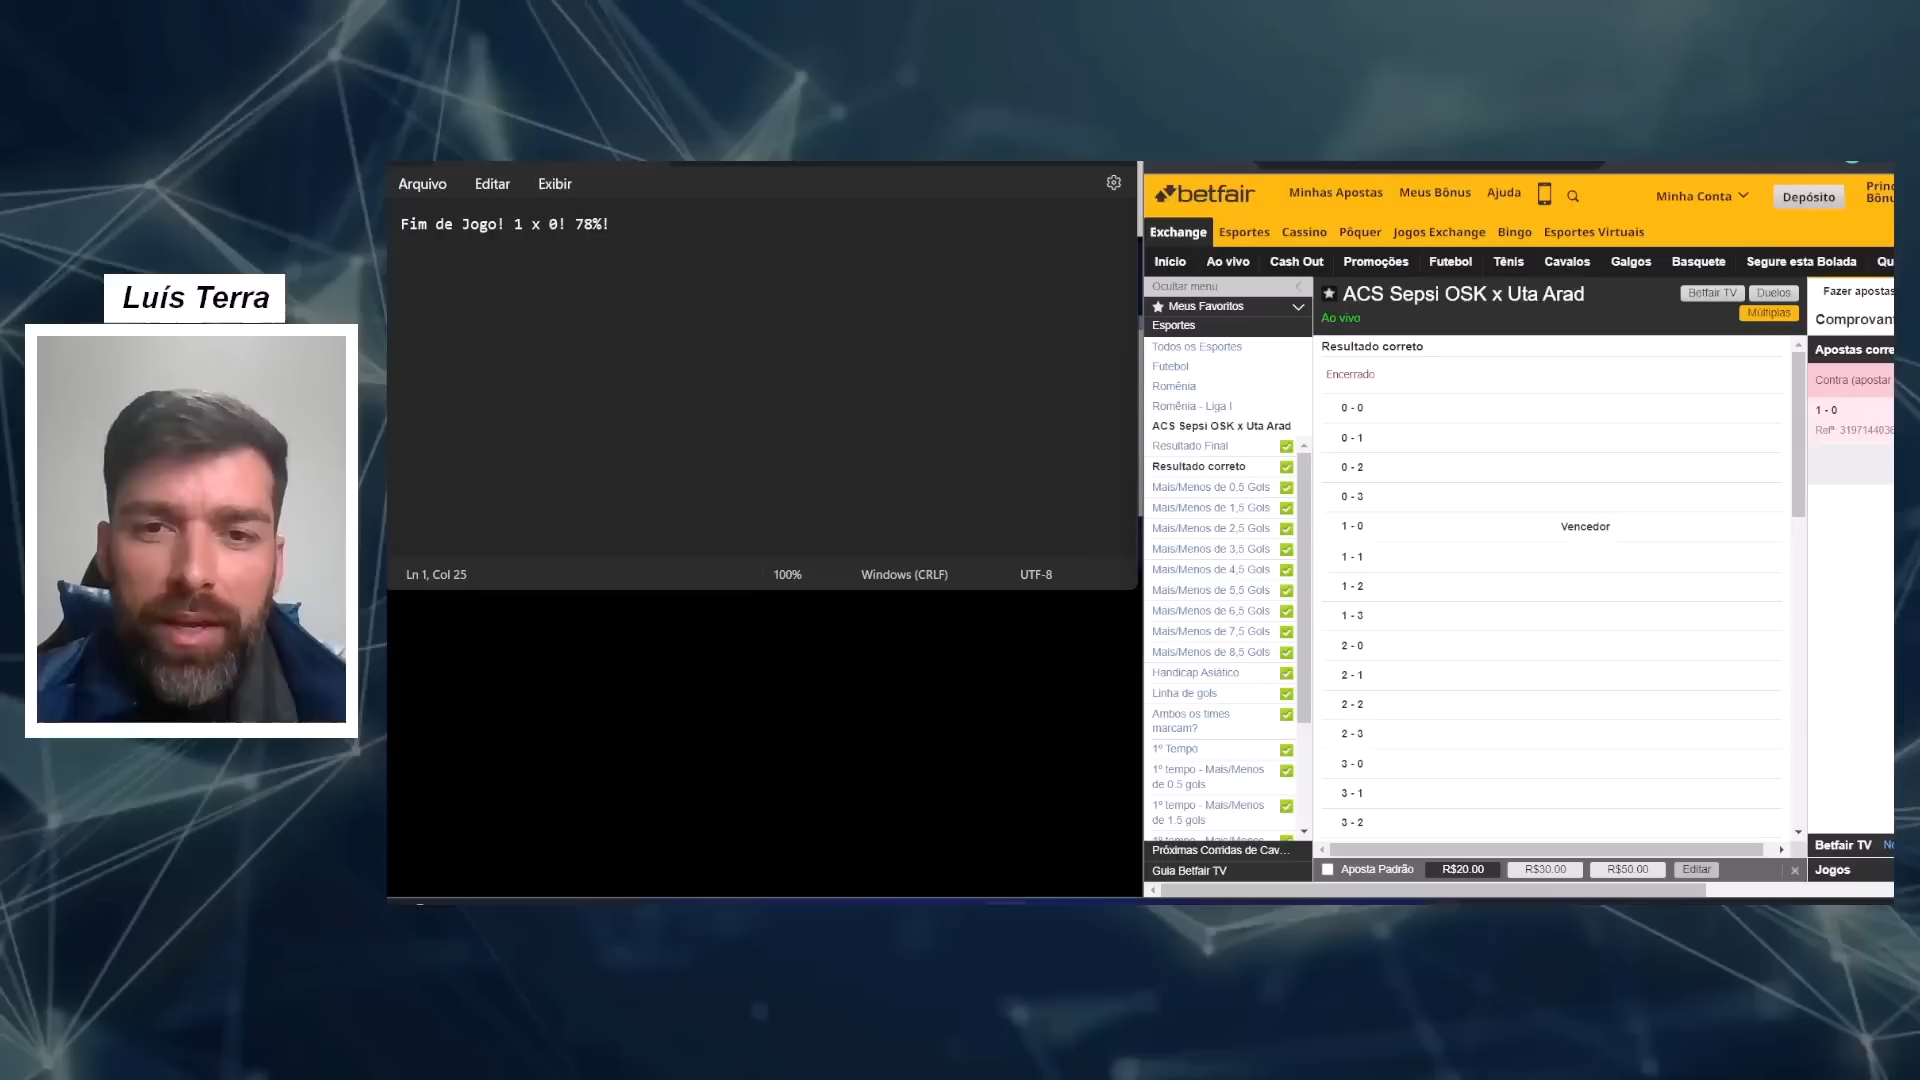 Luís Terra
Arquivo Editar Exibir
Fim de Jogo! 1 x 0! 78%!
Ln 1, Col 25 100% Windows (CRLF) UTF-8
betfair Minhas Apostas Meus Bônus Ajuda Minha Conta Depósito
Exchange Esportes Cassino Pôquer Jogos Exchange Bingo Esportes Virtuais
Início Ao vivo Cash Out Promoções Futebol Tênis Cavalos Galgos Basquete Segure esta Bolada Qu
Ocultar menu
Meus Favoritos
Esportes
Todos os Esportes
Futebol
Romênia
Romênia - Liga I
ACS Sepsi OSK x Uta Arad
Resultado Final
Resultado correto
Mais/Menos de 0,5 Gols
Mais/Menos de 1,5 Gols
Mais/Menos de 2,5 Gols
Mais/Menos de 3,5 Gols
Mais/Menos de 4,5 Gols
Mais/Menos de 5,5 Gols
Mais/Menos de 6,5 Gols
Mais/Menos de 7,5 Gols
Mais/Menos de 8,5 Gols
Handicap Asiático
Linha de gols
Ambos os times
marcam?
1º Tempo
1º tempo - Mais/Menos
de 0.5 gols
1º tempo - Mais/Menos
de 1.5 gols
Próximas Corridas de Cav...
Guia Betfair TV
ACS Sepsi OSK x Uta Arad
Ao vivo
Betfair TV Duelos
Múltiplas
Resultado correto
Encerrado
0 - 0
0 - 1
0 - 2
0 - 3
1 - 0 Vencedor
1 - 1
1 - 2
1 - 3
2 - 0
2 - 1
2 - 2
2 - 3
3 - 0
3 - 1
3 - 2
Aposta Padrão R$20.00 R$30.00 R$50.00 Editar
Fazer apostas
Comprovant
Apostas corre
Contra (apostar
1 - 0
Refª 3197144036
Betfair TV
Jogos